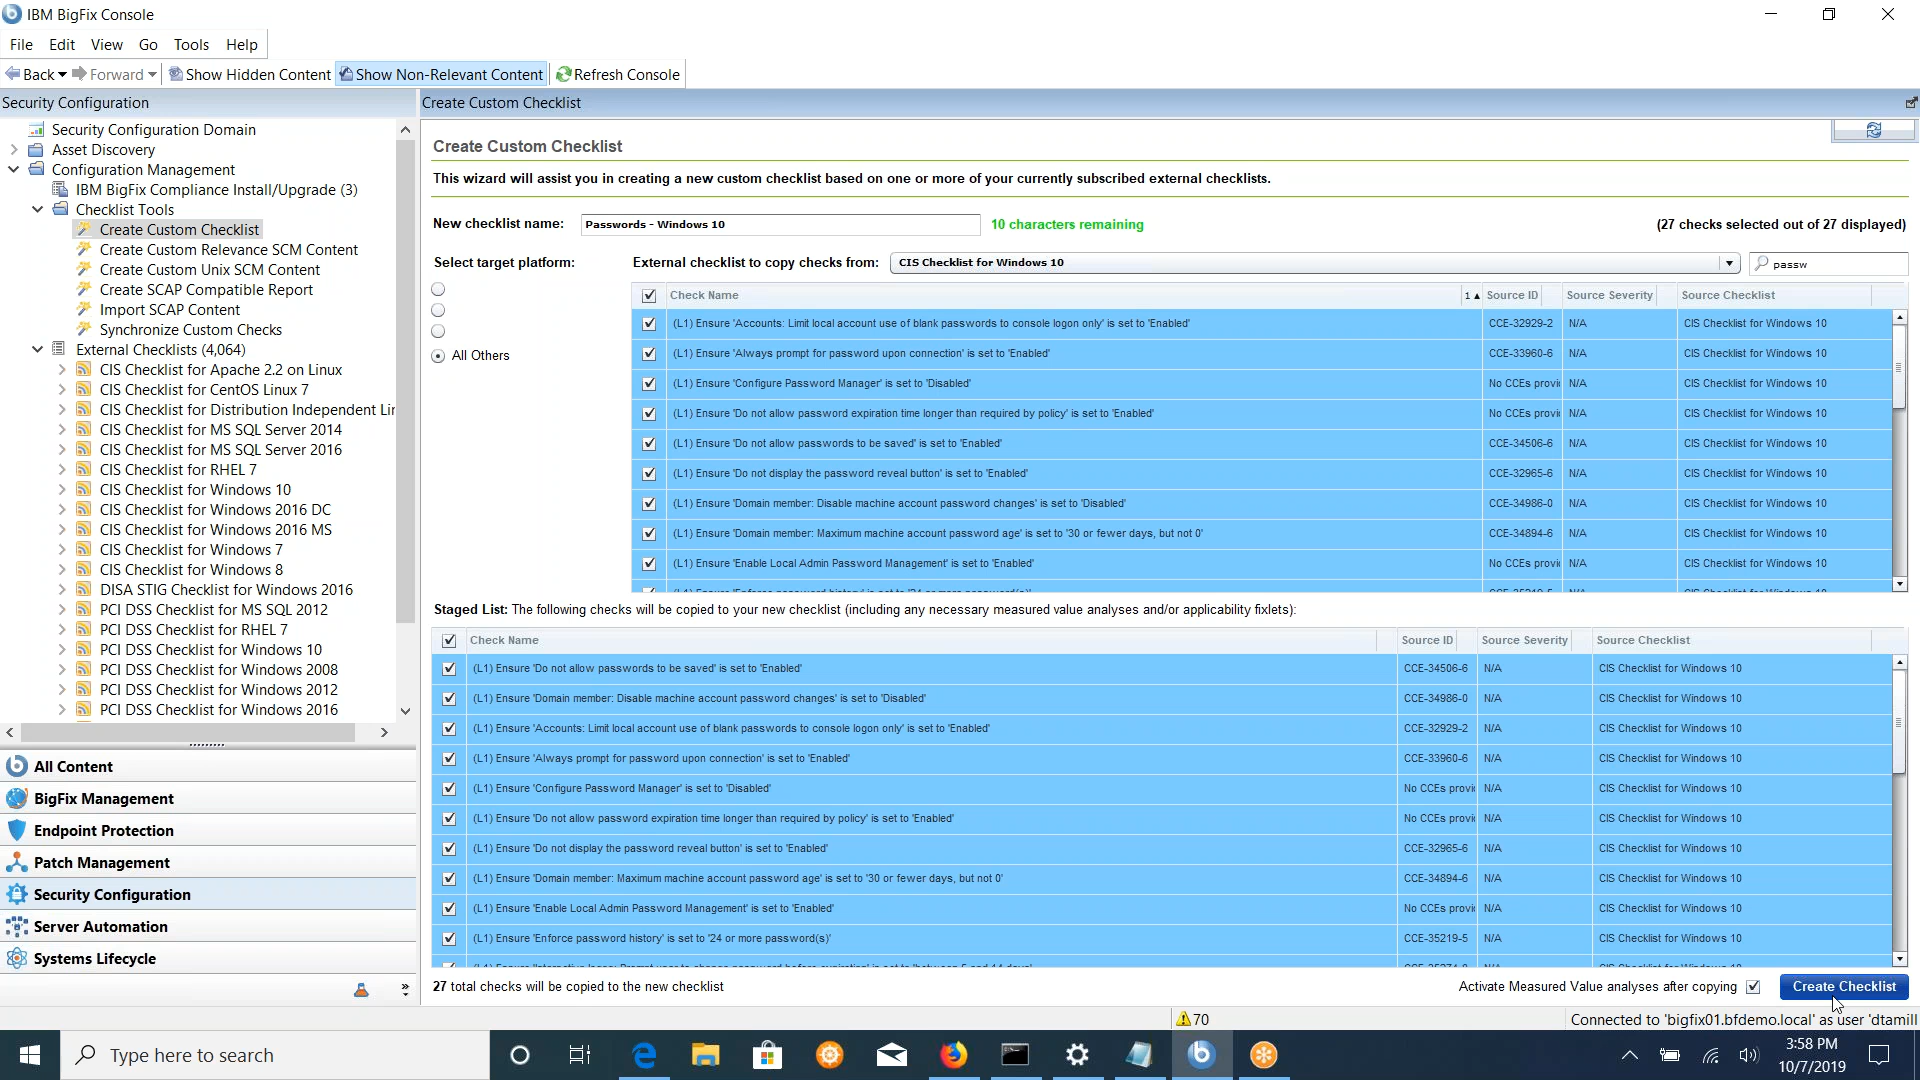 IBM BigFix Console
File Edit View Go Tools Help
Back Forward Show Hidden Content Show Non-Relevant Content Refresh Console
Security Configuration
Create Custom Checklist
Security Configuration Domain
Asset Discovery
Configuration Management
IBM BigFix Compliance Install/Upgrade (3)
Checklist Tools
Create Custom Checklist
Create Custom Relevance SCM Content
Create Custom Unix SCM Content
Create SCAP Compatible Report
Import SCAP Content
Synchronize Custom Checks
External Checklists (4,064)
CIS Checklist for Apache 2.2 on Linux
CIS Checklist for CentOS Linux 7
CIS Checklist for Distribution Independent Lir
CIS Checklist for MS SQL Server 2014
CIS Checklist for MS SQL Server 2016
CIS Checklist for RHEL 7
CIS Checklist for Windows 10
CIS Checklist for Windows 2016 DC
CIS Checklist for Windows 2016 MS
CIS Checklist for Windows 7
CIS Checklist for Windows 8
DISA STIG Checklist for Windows 2016
PCI DSS Checklist for MS SQL 2012
PCI DSS Checklist for RHEL 7
PCI DSS Checklist for Windows 10
PCI DSS Checklist for Windows 2008
PCI DSS Checklist for Windows 2012
PCI DSS Checklist for Windows 2016
All Content
BigFix Management
Endpoint Protection
Patch Management
Security Configuration
Server Automation
Systems Lifecycle
Create Custom Checklist
This wizard will assist you in creating a new custom checklist based on one or more of your currently subscribed external checklists.
New checklist name: Passwords - Windows 10 10 characters remaining (27 checks selected out of 27 displayed)
Select target platform: External checklist to copy checks from: CIS Checklist for Windows 10 passw
All Others
Check Name 1 Source ID Source Severity Source Checklist
(L1) Ensure 'Accounts: Limit local account use of blank passwords to console logon only' is set to 'Enabled' CCE-32929-2 N/A CIS Checklist for Windows 10
(L1) Ensure 'Always prompt for password upon connection' is set to 'Enabled' CCE-33960-6 N/A CIS Checklist for Windows 10
(L1) Ensure 'Configure Password Manager' is set to 'Disabled' No CCEs provi N/A CIS Checklist for Windows 10
(L1) Ensure 'Do not allow password expiration time longer than required by policy' is set to 'Enabled' No CCEs provi N/A CIS Checklist for Windows 10
(L1) Ensure 'Do not allow passwords to be saved' is set to 'Enabled' CCE-34506-6 N/A CIS Checklist for Windows 10
(L1) Ensure 'Do not display the password reveal button' is set to 'Enabled' CCE-32965-6 N/A CIS Checklist for Windows 10
(L1) Ensure 'Domain member: Disable machine account password changes' is set to 'Disabled' CCE-34986-0 N/A CIS Checklist for Windows 10
(L1) Ensure 'Domain member: Maximum machine account password age' is set to '30 or fewer days, but not 0' CCE-34894-6 N/A CIS Checklist for Windows 10
(L1) Ensure 'Enable Local Admin Password Management' is set to 'Enabled' No CCEs provi N/A CIS Checklist for Windows 10
Staged List: The following checks will be copied to your new checklist (including any necessary measured value analyses and/or applicability fixlets):
Check Name Source ID Source Severity Source Checklist
(L1) Ensure 'Do not allow passwords to be saved' is set to 'Enabled' CCE-34506-6 N/A CIS Checklist for Windows 10
(L1) Ensure 'Domain member: Disable machine account password changes' is set to 'Disabled' CCE-34986-0 N/A CIS Checklist for Windows 10
(L1) Ensure 'Accounts: Limit local account use of blank passwords to console logon only' is set to 'Enabled' CCE-32929-2 N/A CIS Checklist for Windows 10
(L1) Ensure 'Always prompt for password upon connection' is set to 'Enabled' CCE-33960-6 N/A CIS Checklist for Windows 10
(L1) Ensure 'Configure Password Manager' is set to 'Disabled' No CCEs provi N/A CIS Checklist for Windows 10
(L1) Ensure 'Do not allow password expiration time longer than required by policy' is set to 'Enabled' No CCEs provi N/A CIS Checklist for Windows 10
(L1) Ensure 'Do not display the password reveal button' is set to 'Enabled' CCE-32965-6 N/A CIS Checklist for Windows 10
(L1) Ensure 'Domain member: Maximum machine account password age' is set to '30 or fewer days, but not 0' CCE-34894-6 N/A CIS Checklist for Windows 10
(L1) Ensure 'Enable Local Admin Password Management' is set to 'Enabled' No CCEs provi N/A CIS Checklist for Windows 10
(L1) Ensure 'Enforce password history' is set to '24 or more password(s)' CCE-35219-5 N/A CIS Checklist for Windows 10
27 total checks will be copied to the new checklist Activate Measured Value analyses after copying Create Checklist
70 Connected to 'bigfix01.bfdemo.local' as user 'dtamill
Type here to search
3:58 PM
10/7/2019